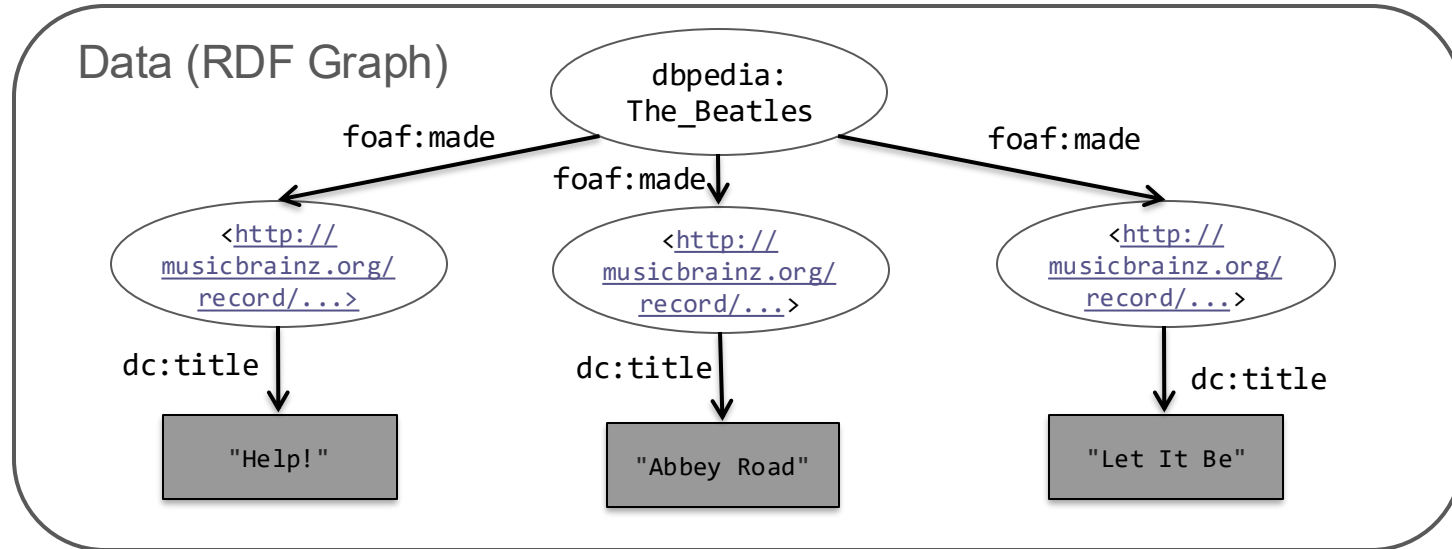 Data (RDF Graph)
dbpedia:
The_Beatles
foaf:made
foaf:made
foaf:made
<http://
musicbrainz.org/
record/...>
<http://
musicbrainz.org/
record/...>
<http://
musicbrainz.org/
record/...>
dc:title
dc:title
dc:title
"Help!"
"Abbey Road"
"Let It Be"